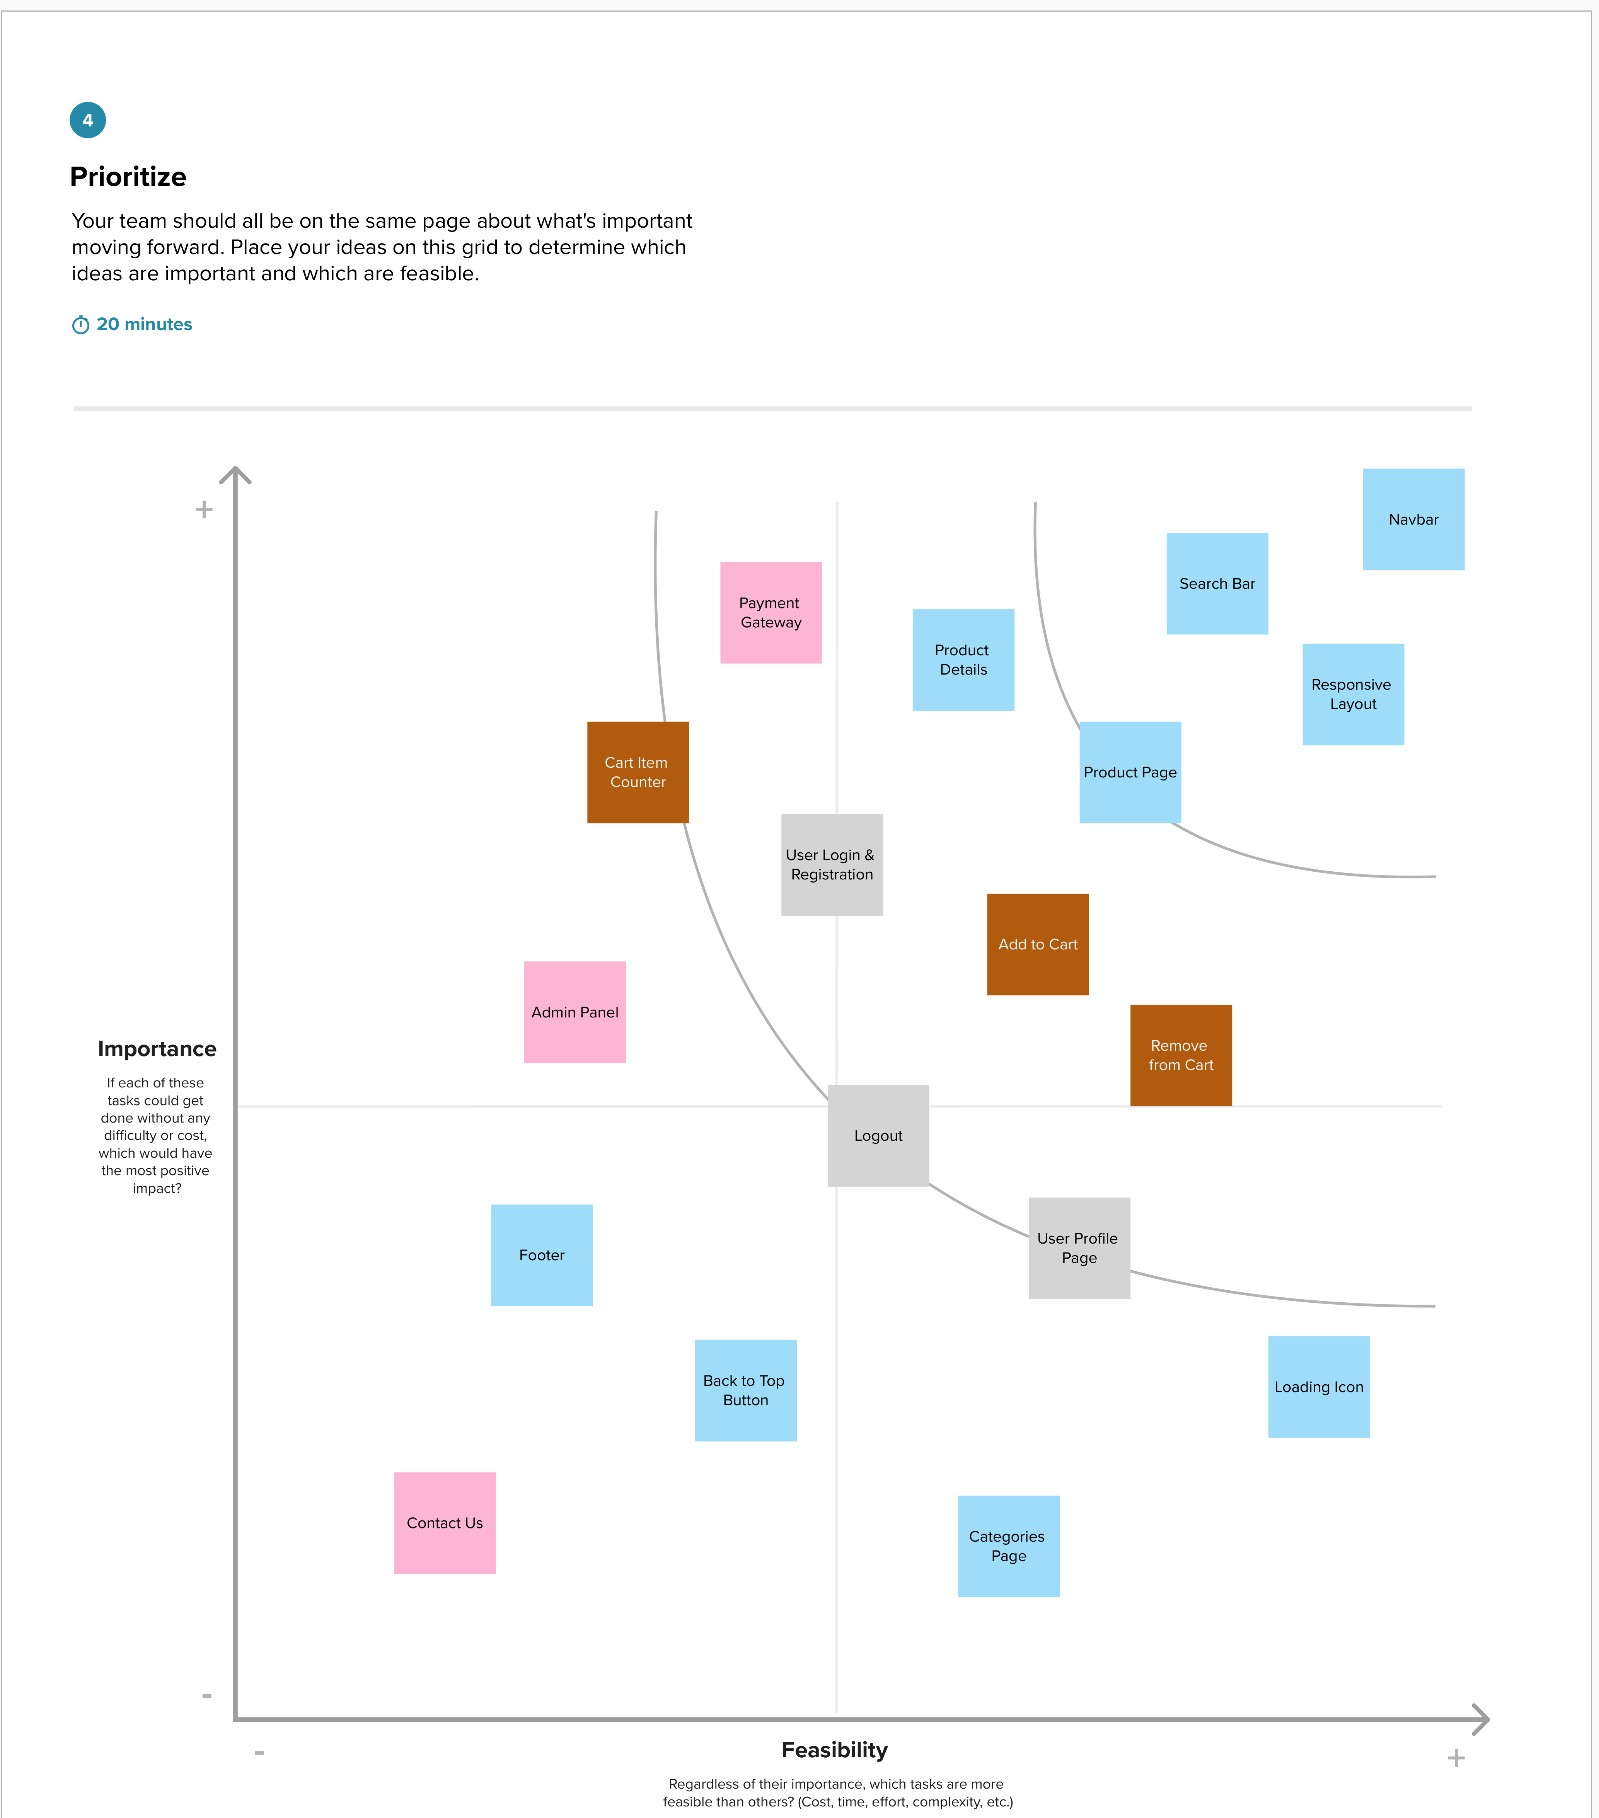 4
Prioritize
Your team should all be on the same page about what's important
moving forward. Place your ideas on this grid to determine which
ideas are important and which are feasible.
20 minutes
+
Navbar
Search Bar
Payment
Gateway
Product
Details
Responsive
Layout
Cart Item
Counter
Product Page
User Login &
Registration
Add to Cart
Admin Panel
Remove
from Cart
Importance
If each of these
tasks could get
done without any
difficulty or cost,
which would have
the most positive
impact?
Logout
Footer
User Profile
Page
Back to Top
Button
Loading Icon
Contact Us
Categories
Page
-
-
Feasibility
+
Regardless of their importance, which tasks are more
feasible than others? (Cost, time, effort, complexity, etc.)